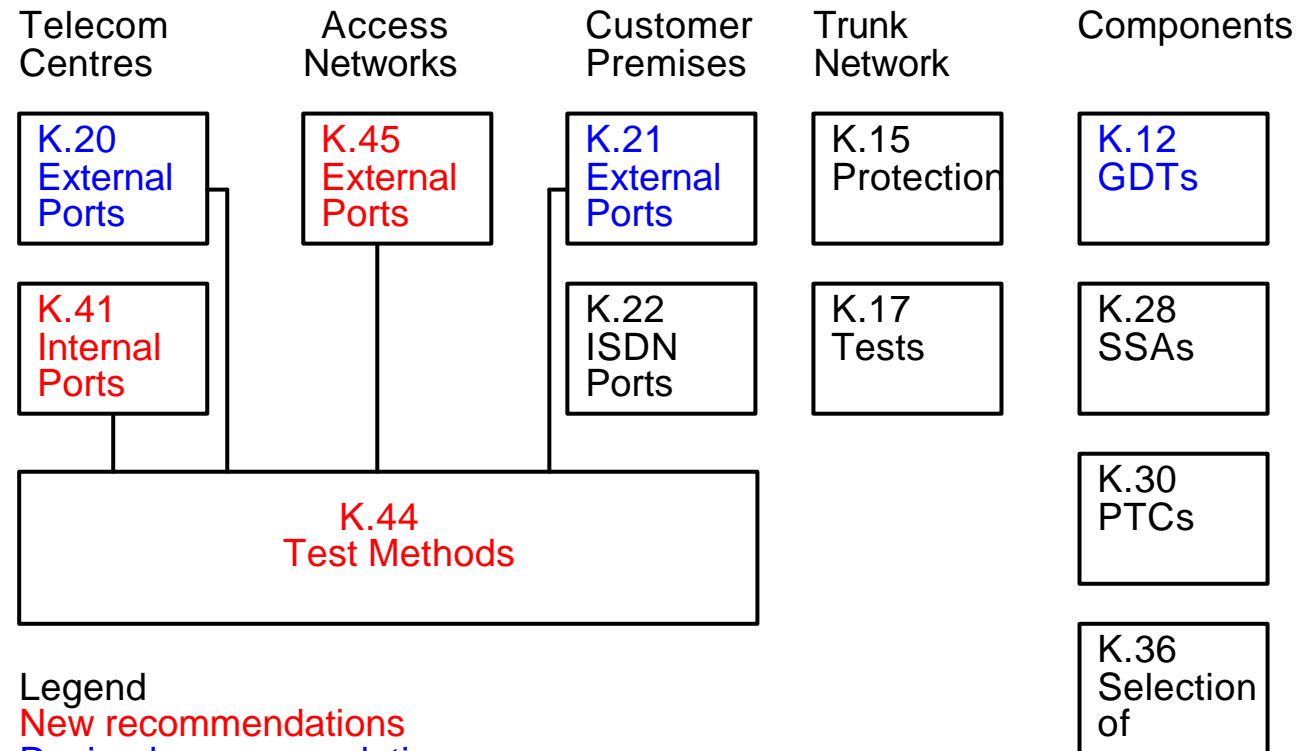 Telecom
Centres
Access
Networks
Customer
Premises
Trunk
Network
Components
K.20
External
Ports
K.45
External
Ports
K.21
External
Ports
K.15
Protection
K.12
GDTs
K.41
Internal
Ports
K.22
ISDN
Ports
K.17
Tests
K.28
SSAs
K.44
Test Methods
K.30
PTCs
K.36
Selection
of
Legend
New recommendations